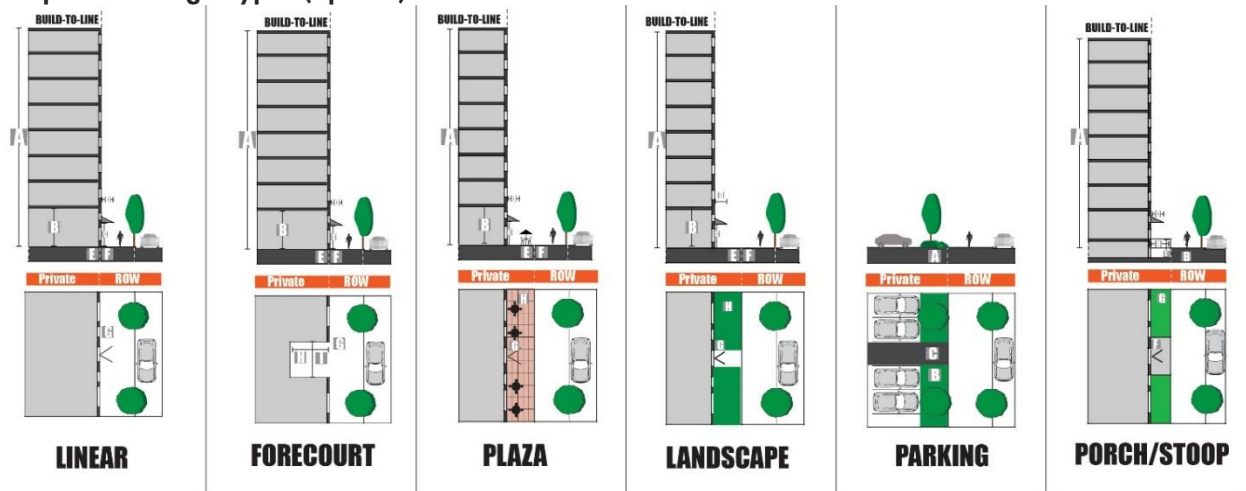 BUILD-TO-LINE
A
B
E F
Private ROW
G
LINEAR
BUILD-TO-LINE
A
B
E F
Private ROW
G
H I
FORECOURT
BUILD-TO-LINE
A
B
E F
Private ROW
H
G
PLAZA
BUILD-TO-LINE
A
B
E F
Private ROW
H
G
LANDSCAPE
A
Private ROW
C
B
PARKING
BUILD-TO-LINE
A
B
Private ROW
G
F
PORCH/STOOP